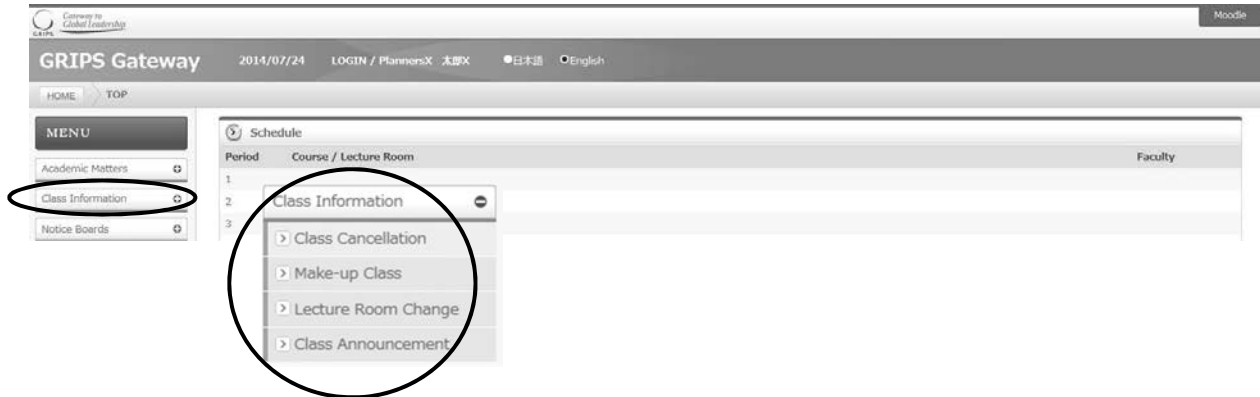 Gateway to
Global Leadership
GRIPS
Moodle
GRIPS Gateway 2014/07/24 LOGIN / PlannersX 太郎X 日本語 English
HOME TOP
MENU
Academic Matters
Class Information
Notice Boards
Schedule
Period Course / Lecture Room Faculty
1
2
3
Class Information
Class Cancellation
Make-up Class
Lecture Room Change
Class Announcement